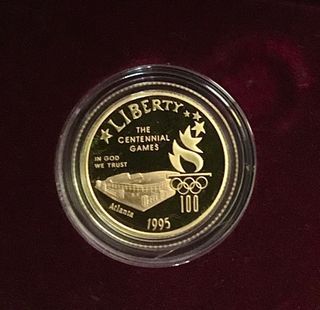 LIBERTY
THE
CENTENNIAL
GAMES
IN GOD
WE TRUST
100
Atlanta
1995